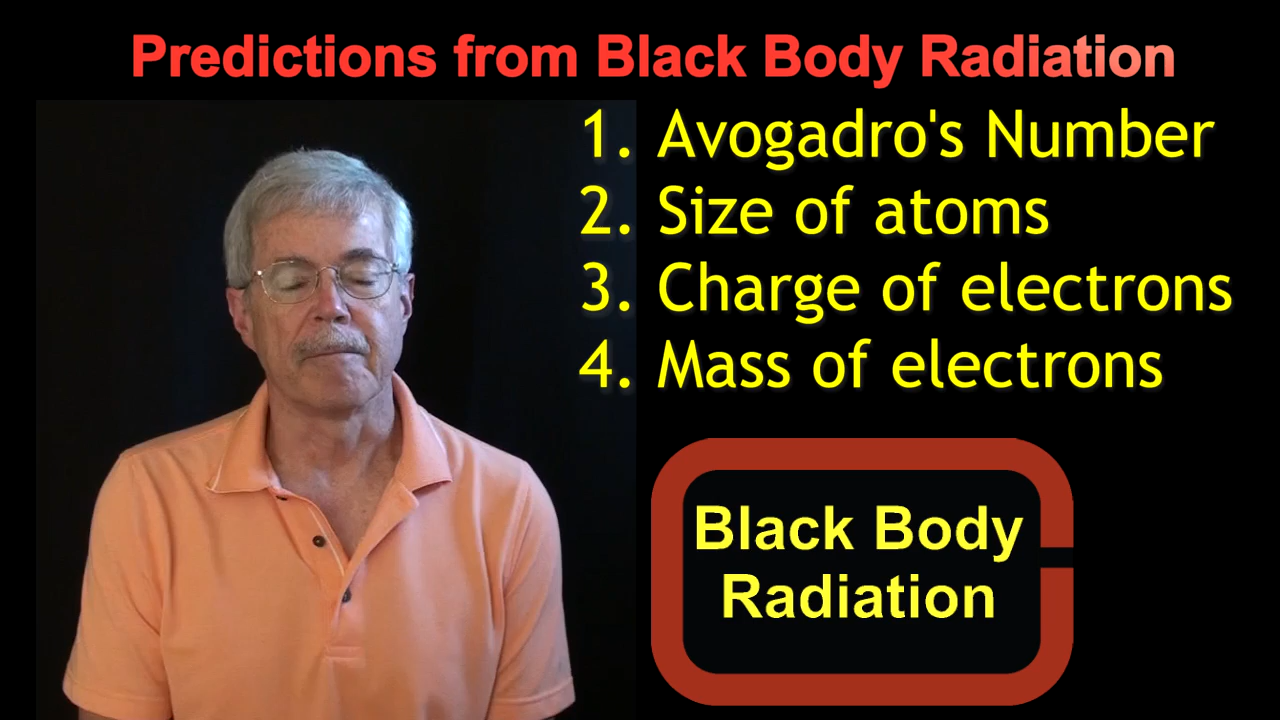 Predictions from Black Body Radiation
1. Avogadro's Number
2. Size of atoms
3. Charge of electrons
4. Mass of electrons
Black Body
Radiation